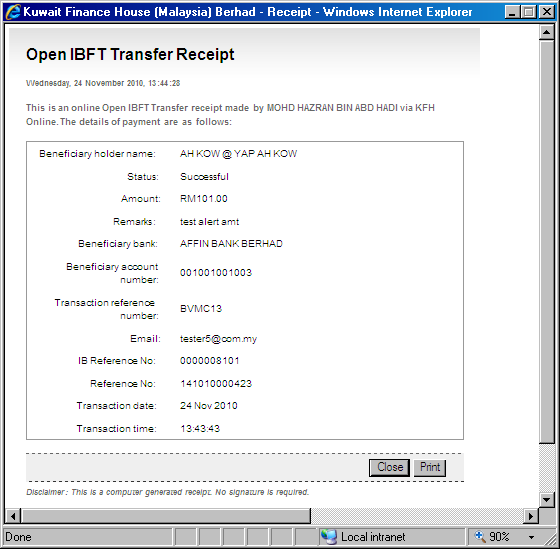 Kuwait Finance House (Malaysia) Berhad - Receipt - Windows Internet Explorer
Open IBFT Transfer Receipt
Wednesday, 24 November 2010, 13:44:28
This is an online Open IBFT Transfer receipt made by MOHD HAZRAN BIN ABD HADI via KFH
Online.The details of payment are as follows:
Beneficiary holder name: AH KOW @ YAP AH KOW
Status: Successful
Amount: RM101.00
Remarks: test alert amt
Beneficiary bank: AFFIN BANK BERHAD
Beneficiary account
number: 001001001003
Transaction reference
number: BVMC13
Email: tester5@com.my
IB Reference No: 0000008101
Reference No: 141010000423
Transaction date: 24 Nov 2010
Transaction time: 13:43:43
Close Print
Disclaimer: This is a computer generated receipt. No signature is required.
Done Local intranet 90%